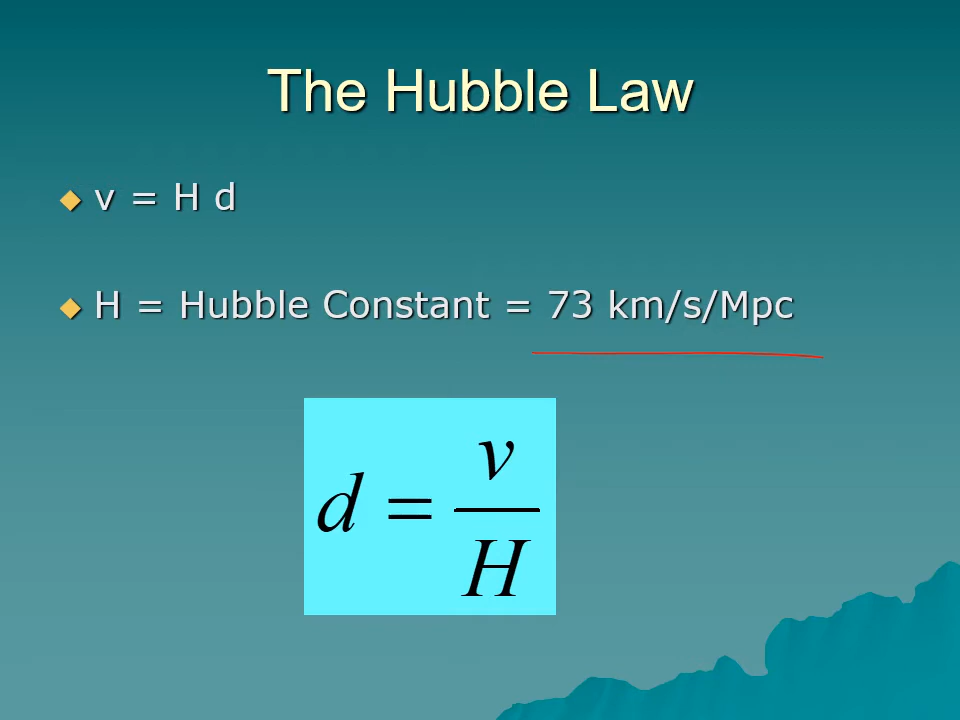 The Hubble Law
v = H d
H = Hubble Constant = 73 km/s/Mpc
d = v/H